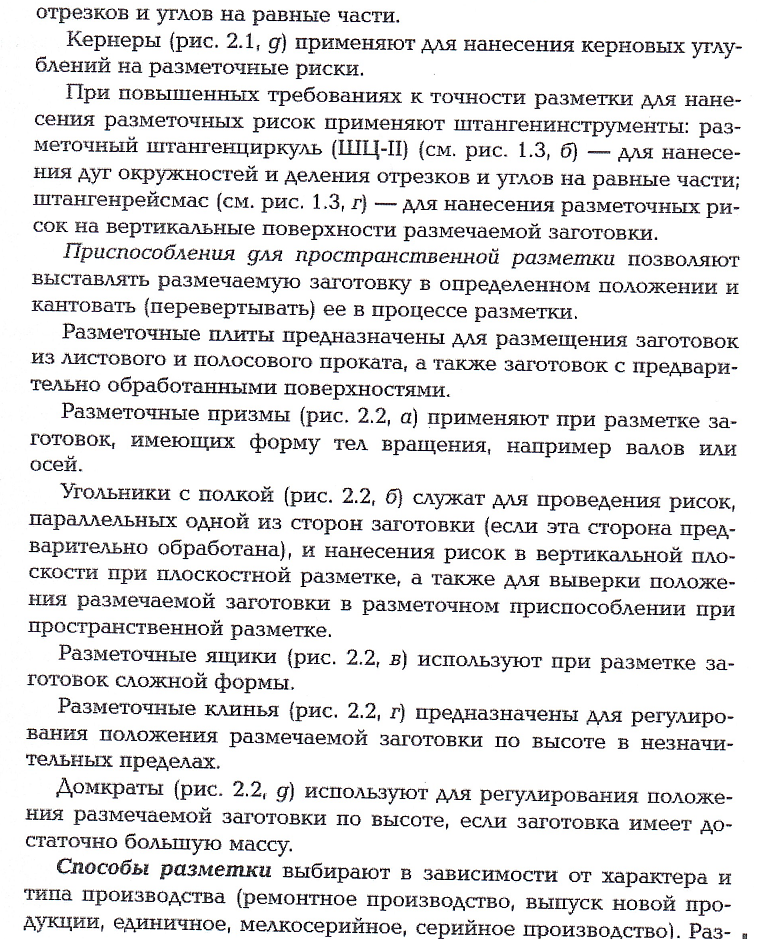 отрезков и углов на равные части.
Кернеры (рис. 2.1, д) применяют для нанесения керновых углу-
блений на разметочные риски.
При повышенных требованиях к точности разметки для нане-
сения разметочных рисок применяют штангенинструменты: раз-
меточный штангенциркуль (ШЦ-II) (см. рис. 1.3, б) — для нанесе-
ния дуг окружностей и деления отрезков и углов на равные части;
штангенрейсмас (см. рис. 1.3, г) — для нанесения разметочных ри-
сок на вертикальные поверхности размечаемой заготовки.
Приспособления для пространственной разметки позволяют
выставлять размечаемую заготовку в определенном положении и
кантовать (перевертывать) ее в процессе разметки.
Разметочные плиты предназначены для размещения заготовок
из листового и полосового проката, а также заготовок с предвари-
тельно обработанными поверхностями.
Разметочные призмы (рис. 2.2, а) применяют при разметке за-
готовок, имеющих форму тел вращения, например валов или
осей.
Угольники с полкой (рис. 2.2, б) служат для проведения рисок,
параллельных одной из сторон заготовки (если эта сторона пред-
варительно обработана), и нанесения рисок в вертикальной пло-
скости при плоскостной разметке, а также для выверки положе-
ния размечаемой заготовки в разметочном приспособлении при
пространственной разметке.
Разметочные ящики (рис. 2.2, в) используют при разметке за-
готовок сложной формы.
Разметочные клинья (рис. 2.2, г) предназначены для регулиро-
вания положения размечаемой заготовки по высоте в незначи-
тельных пределах.
Домкраты (рис. 2.2, д) используют для регулирования положе-
ния размечаемой заготовки по высоте, если заготовка имеет до-
статочно большую массу.
Способы разметки выбирают в зависимости от характера и
типа производства (ремонтное производство, выпуск новой про-
дукции, единичное, мелкосерийное, серийное производство). Раз-